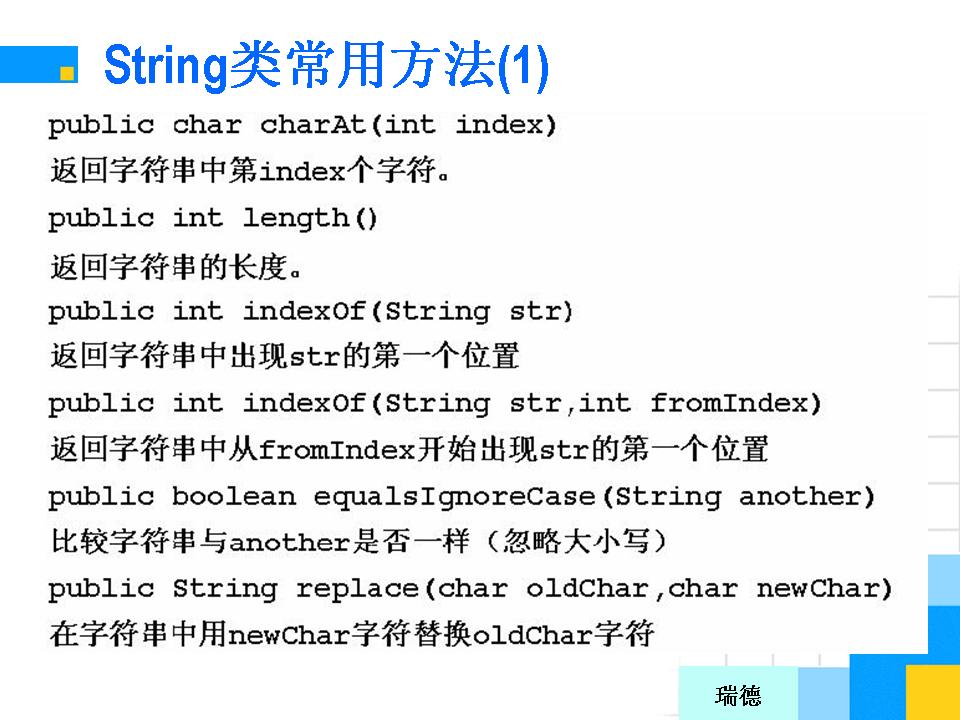 String类常用方法(1)
public char charAt(int index)
返回字符串中第index个字符。
public int length()
返回字符串的长度。
public int indexOf(String str)
返回字符串中出现str的第一个位置
public int indexOf(String str,int fromIndex)
返回字符串中从fromIndex开始出现str的第一个位置
public boolean equalsIgnoreCase(String another)
比较字符串与another是否一样（忽略大小写）
public String replace(char oldChar,char newChar)
在字符串中用newChar字符替换oldChar字符
瑞德